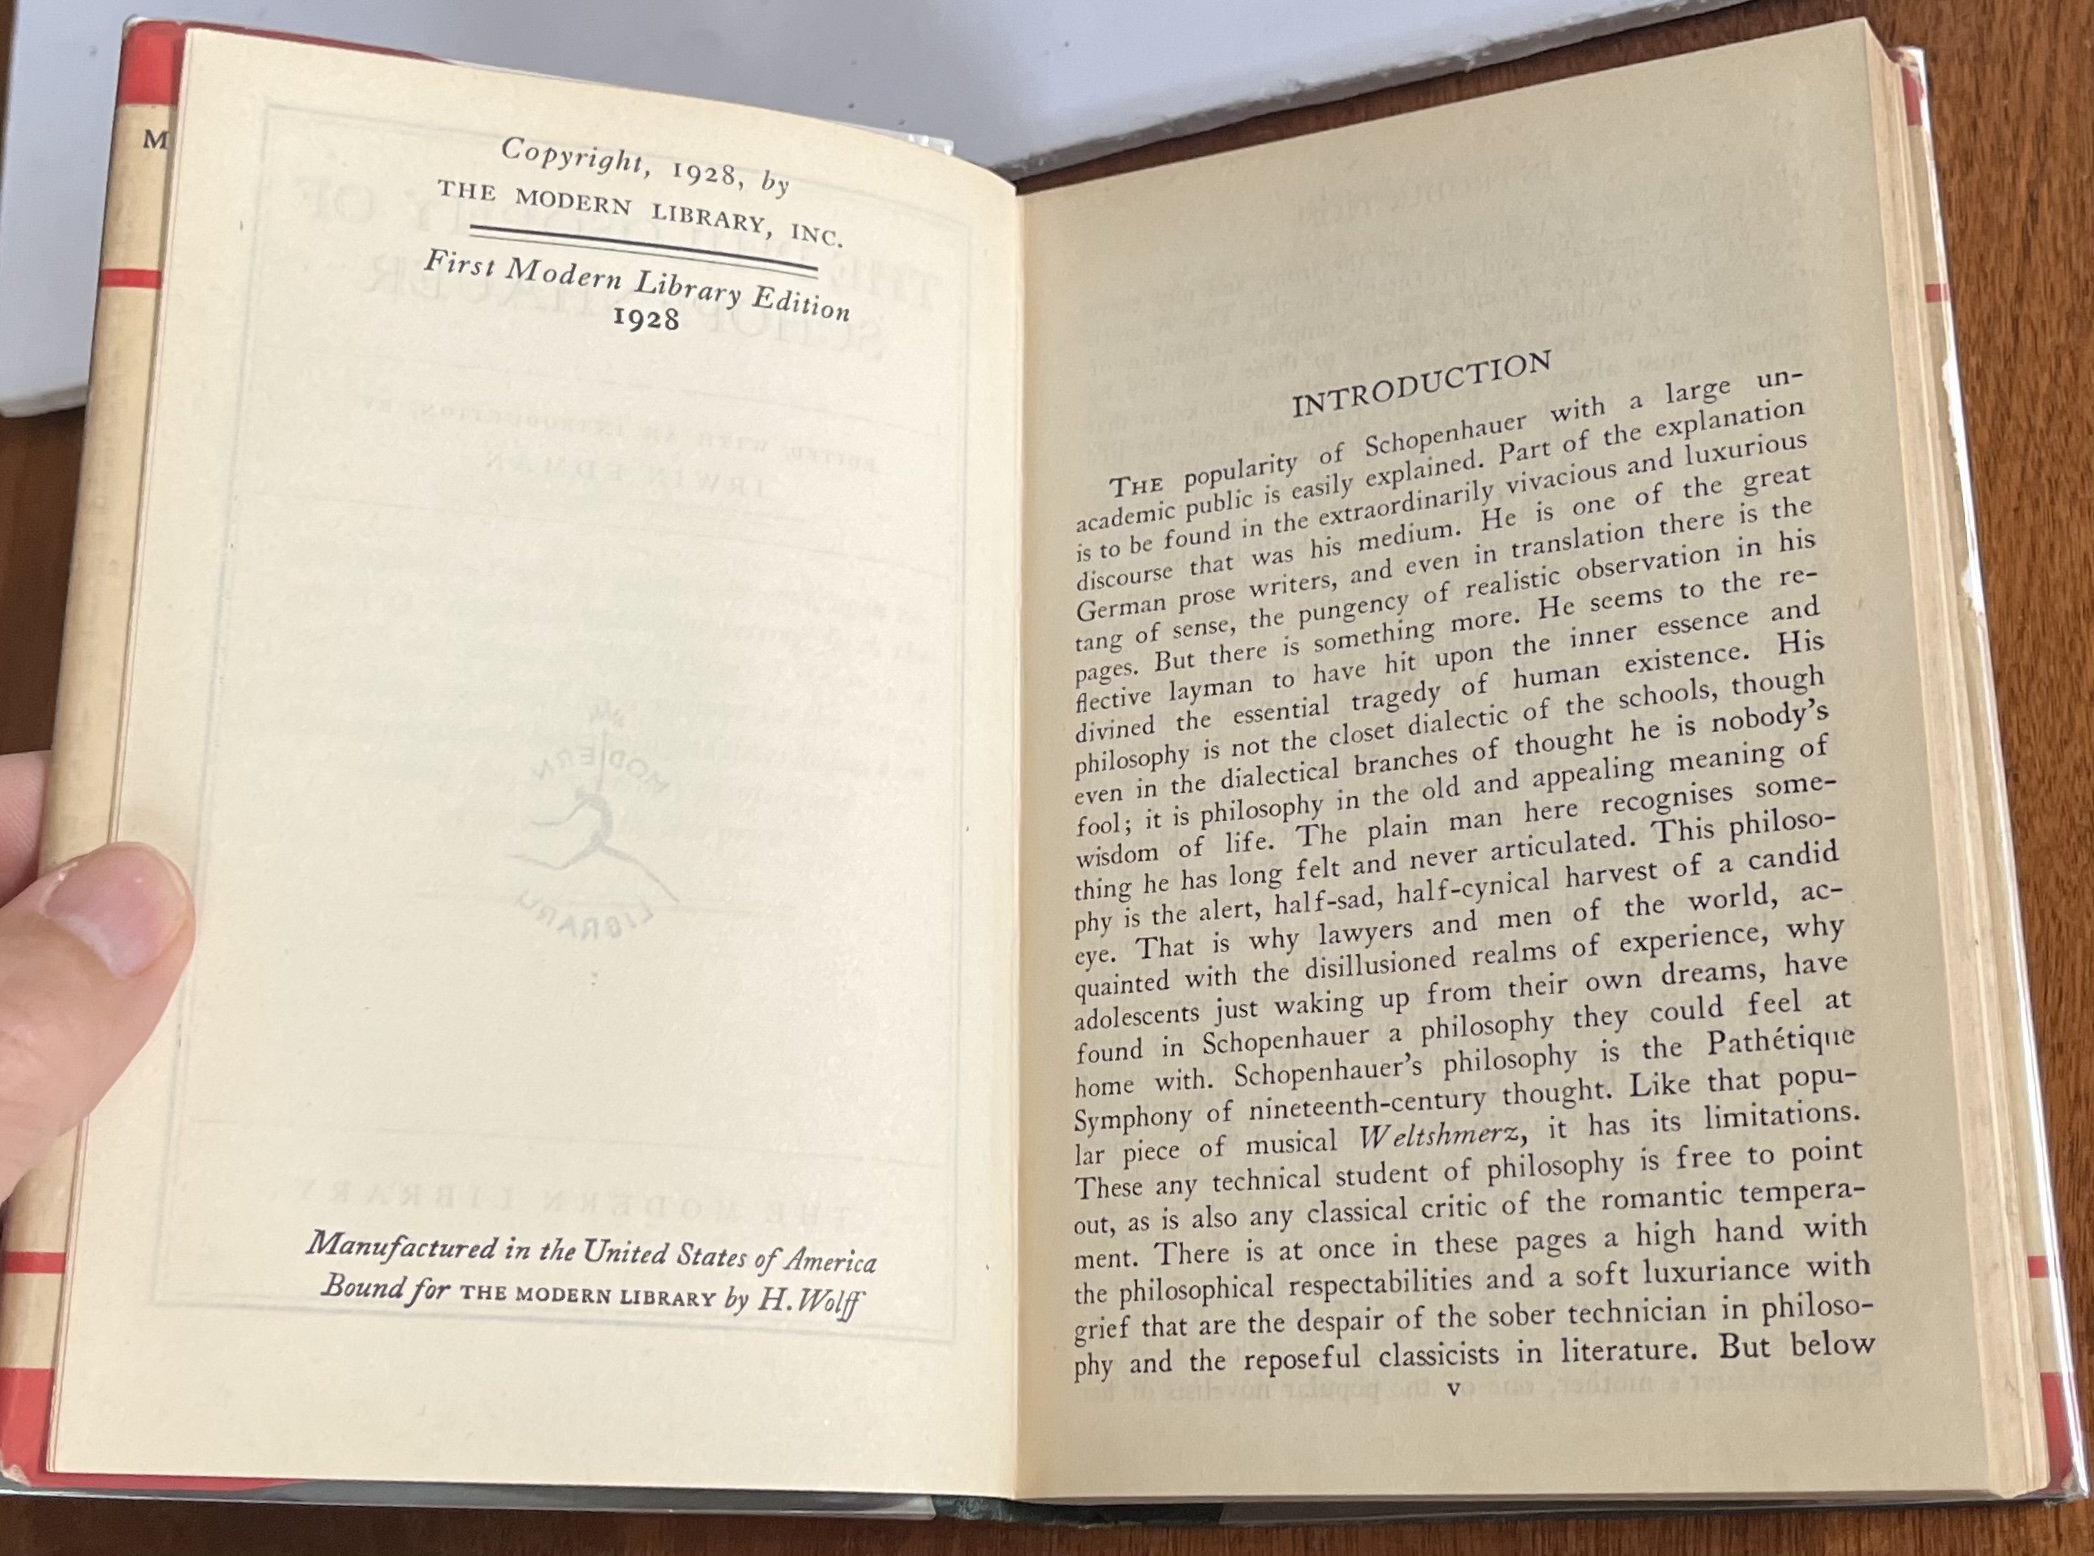 M
Copyright, 1928, by
THE MODERN LIBRARY, INC.
First Modern Library Edition
1928
Manufactured in the United States of America
Bound for THE MODERN LIBRARY by H. Wolff
INTRODUCTION
THE popularity of Schopenhauer with a large un-
academic public is easily explained. Part of the explanation
is to be found in the extraordinarily vivacious and luxurious
discourse that was his medium. He is one of the great
German prose writers, and even in translation there is the
tang of sense, the pungency of realistic observation in his
pages. But there is something more. He seems to the re-
flective layman to have hit upon the inner essence and
divined the essential tragedy of human existence. His
philosophy is not the closet dialectic of the schools, though
even in the dialectical branches of thought he is nobody's
fool; it is philosophy in the old and appealing meaning of
wisdom of life. The plain man here recognises some-
thing he has long felt and never articulated. This philoso-
phy is the alert, half-sad, half-cynical harvest of a candid
eye. That is why lawyers and men of the world, ac-
quainted with the disillusioned realms of experience, why
adolescents just waking up from their own dreams, have
found in Schopenhauer a philosophy they could feel at
home with. Schopenhauer's philosophy is the Pathétique
Symphony of nineteenth-century thought. Like that popu-
lar piece of musical Weltshmerz, it has its limitations.
These any technical student of philosophy is free to point
out, as is also any classical critic of the romantic tempera-
ment. There is at once in these pages a high hand with
the philosophical respectabilities and a soft luxuriance with
grief that are the despair of the sober technician in philoso-
phy and the reposeful classicists in literature. But below
v